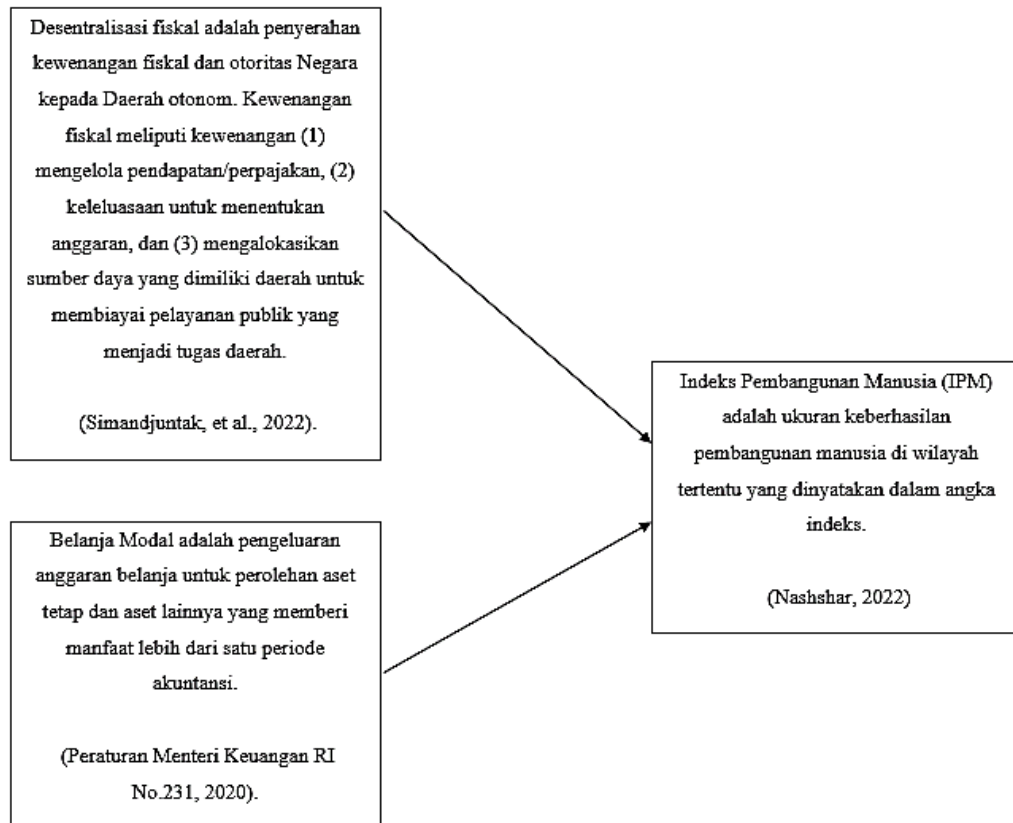 Desentralisasi fiskal adalah penyerahan
kewenangan fiskal dan otoritas Negara
kepada Daerah otonom. Kewenangan
fiskal meliputi kewenangan (1)
mengelola pendapatan/perpajakan, (2)
keleluasaan untuk menentukan
anggaran, dan (3) mengalokasikan
sumber daya yang dimiliki daerah untuk
membiayai pelayanan publik yang
menjadi tugas daerah.
(Simandjuntak, et al., 2022).
Belanja Modal adalah pengeluaran
anggaran belanja untuk perolehan aset
tetap dan aset lainnya yang memberi
manfaat lebih dari satu periode
akuntansi.
(Peraturan Menteri Keuangan RI
No.231, 2020).
Indeks Pembangunan Manusia (IPM)
adalah ukuran keberhasilan
pembangunan manusia di wilayah
tertentu yang dinyatakan dalam angka
indeks.
(Nashshar, 2022)